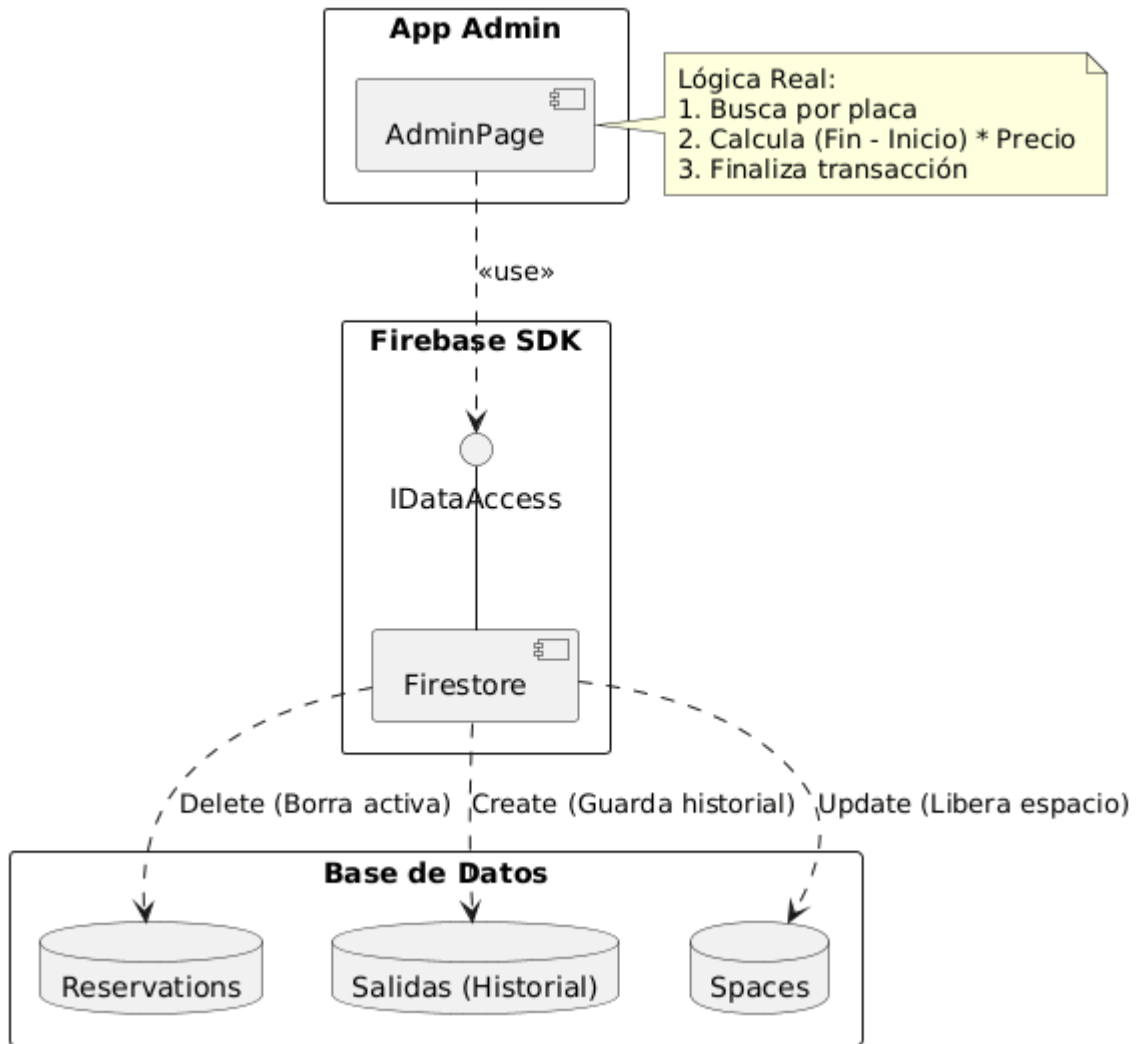 App Admin
AdminPage
Lógica Real:
1. Busca por placa
2. Calcula (Fin - Inicio) * Precio
3. Finaliza transacción
«use»
Firebase SDK
IDataAccess
Firestore
Delete (Borra activa)
Create (Guarda historial)
Update (Libera espacio)
Base de Datos
Reservations
Salidas (Historial)
Spaces